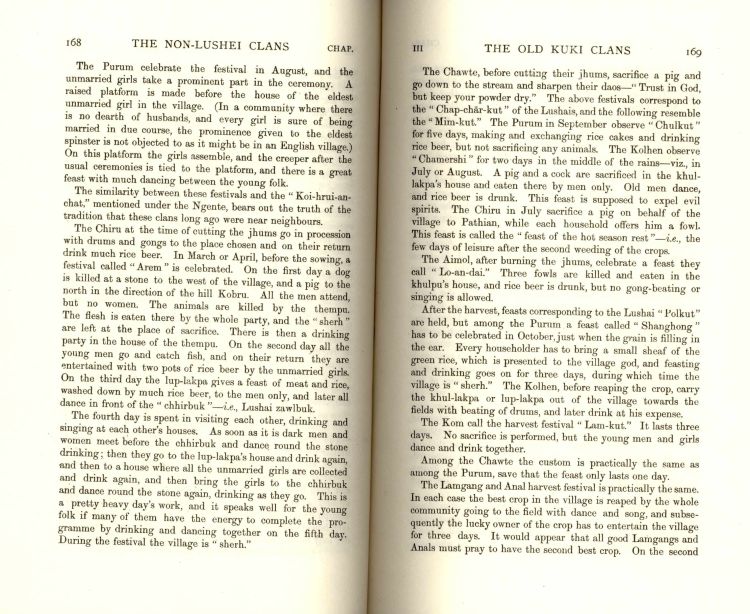 168 THE NON-LUSHEI CLANS CHAP.
The Purum celebrate the festival in August, and the
unmarried girls take a prominent part in the ceremony. A
raised platform is made before the house of the eldest
unmarried girl in the village. (In a community where there
is no dearth of husbands, and every girl is sure of being
married in due course, the prominence given to the eldest
spinster is not objected to as it might be in an English village.)
On this platform the girls assemble, and the creeper after the
usual ceremonies is tied to the platform, and there is a great
feast with much dancing between the young folk.
The similarity between these festivals and the “ Koi-hrui-an-
chat,” mentioned under the Ngente, bears out the truth of the
tradition that these clans long ago were near neighbours.
The Chiru at the time of cutting the jhums go in procession
with drums and gongs to the place chosen and on their return
drink much rice beer. In March or April, before the sowing, a
festival called “ Arem ” is celebrated. On the first day a dog
is killed at a stone to the west of the village, and a pig to the
north in the direction of the hill Kobru. All the men attend,
but no women. The animals are killed by the thempu.
The flesh is eaten there by the whole party, and the “ sherh ”
are left at the place of sacrifice. There is then a drinking
party in the house of the thempu. On the second day all the
young men go and catch fish, and on their return they are
entertained with two pots of rice beer by the unmarried girls.
On the third day the lup-lakpa gives a feast of meat and rice,
washed down by much rice beer, to the men only, and later all
dance in front of the “ chhirbuk ”—i.e., Lushai zawlbuk.
The fourth day is spent in visiting each other, drinking and
singing at each other’s houses. As soon as it is dark men and
women meet before the chhirbuk and dance round the stone
drinking; then they go to the lup-lakpa’s house and drink again,
and then to a house where all the unmarried girls are collected
and drink again, and then bring the girls to the chhirbuk
and dance round the stone again, drinking as they go. This is
a pretty heavy day’s work, and it speaks well for the young
folk if many of them have the energy to complete the pro-
gramme by drinking and dancing together on the fifth day.
During the festival the village is “ sherh.”
III THE OLD KUKI CLANS 169
The Chawte, before cutting their jhums, sacrifice a pig and
go down to the stream and sharpen their daos—“ Trust in God,
but keep your powder dry.” The above festivals correspond to
the “ Chap-chār-kut ” of the Lushais, and the following resemble
the “ Mim-kut.” The Purum in September observe “ Chulkut ”
for five days, making and exchanging rice cakes and drinking
rice beer, but not sacrificing any animals. The Kolhen observe
“ Chamershi ” for two days in the middle of the rains—viz., in
July or August. A pig and a cock are sacrificed in the khul-
lakpa’s house and eaten there by men only. Old men dance,
and rice beer is drunk. This feast is supposed to expel evil
spirits. The Chiru in July sacrifice a pig on behalf of the
village to Pathian, while each household offers him a fowl.
This feast is called the “ feast of the hot season rest ”—i.e., the
few days of leisure after the second weeding of the crops.
The Aimol, after burning the jhums, celebrate a feast they
call “ Lo-an-dai.” Three fowls are killed and eaten in the
khulpu’s house, and rice beer is drunk, but no gong-beating or
singing is allowed.
After the harvest, feasts corresponding to the Lushai “ Polkut ”
are held, but among the Purum a feast called “ Shanghong ”
has to be celebrated in October, just when the grain is filling in
the ear. Every householder has to bring a small sheaf of the
green rice, which is presented to the village god, and feasting
and drinking goes on for three days, during which time the
village is “ sherh.” The Kolhen, before reaping the crop, carry
the khul-lakpa or lup-lakpa out of the village towards the
fields with beating of drums, and later drink at his expense.
The Kom call the harvest festival “ Lam-kut.” It lasts three
days. No sacrifice is performed, but the young men and girls
dance and drink together.
Among the Chawte the custom is practically the same as
among the Purum, save that the feast only lasts one day.
The Lamgang and Anal harvest festival is practically the same.
In each case the best crop in the village is reaped by the whole
community going to the field with dance and song, and subse-
quently the lucky owner of the crop has to entertain the village
for three days. It would appear that all good Lamgangs and
Anals must pray to have the second best crop. On the second